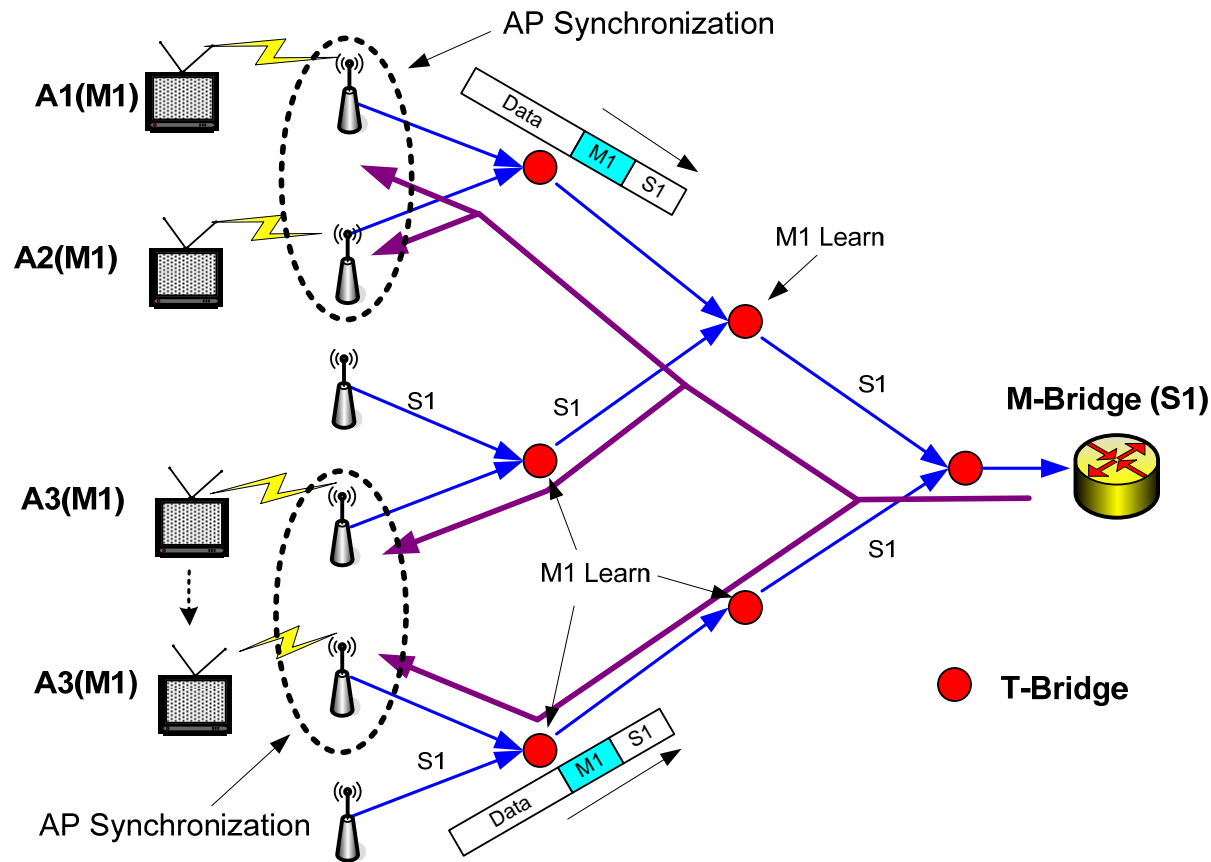 AP Synchronization
A1(M1)
Data M1 S1
A2(M1)
M1 Learn
S1
S1
S1
M-Bridge (S1)
A3(M1)
S1
M1 Learn
A3(M1)
T-Bridge
S1
Data M1 S1
AP Synchronization